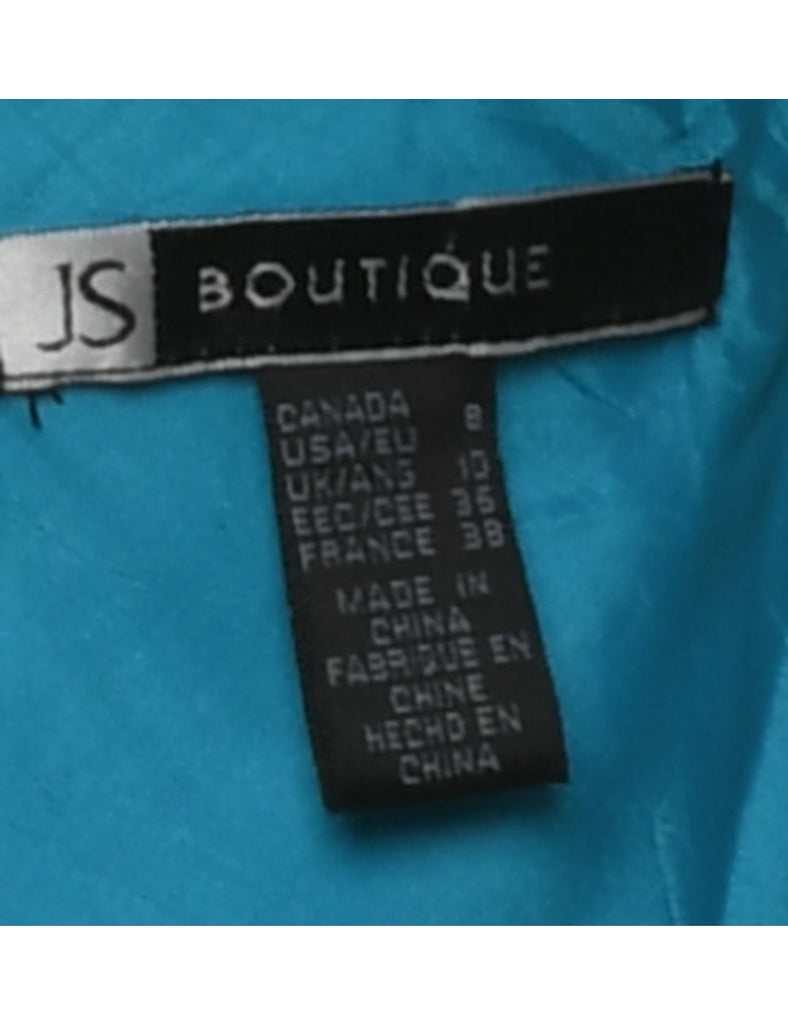 JS BOUTIQUE
CANADA 8
USA/EU
UK/ANG 10
EEC/CEE 36
FRANCE 38
MADE IN
CHINA
FABRIQUE EN
CHINE
HECHO EN
CHINA